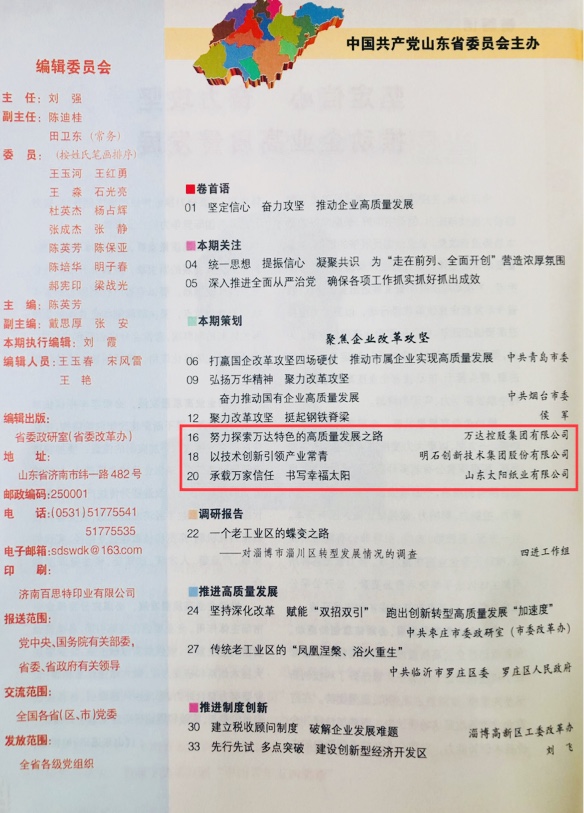 编辑委员会
主 任：刘 强
副主任：陈迪桂
田卫东（常务）
委 员：（按姓氏笔画排序）
王玉河 王红勇
王 淼 石光亮
杜英杰 杨占辉
张成杰 张 静
陈英芳 陈保亚
陈培华 明子春
郝宪印 梁战光
主 编：陈英芳
副主编：戴思厚 张 安
本期执行编辑：刘 霞
编辑人员：王玉春 宋风雷
王 艳
编辑出版：
省委政研室(省委改革办)
地 址：
山东省济南市纬一路482号
邮政编码：250001
电 话：(0531)51775541
51775535
电子邮箱：sdswdk@163.com
印 刷：
济南百思特印业有限公司
报送范围：
党中央、国务院有关部委，
省委、省政府有关领导
交流范围：
全国各省(区、市)党委
发放范围：
全省各级党组织
中国共产党山东省委员会主办
卷首语
01 坚定信心 奋力攻坚 推动企业高质量发展
本期关注
04 统一思想 提振信心 凝聚共识 为“走在前列、全面开创”营造浓厚氛围
05 深入推进全面从严治党 确保各项工作抓实抓好抓出成效
本期策划
聚焦企业改革攻坚
06 打赢国企改革攻坚四场硬仗 推动市属企业实现高质量发展 中共青岛市委
09 弘扬万华精神 聚力改革攻坚
奋力推动国有企业高质量发展 中共烟台市委
12 聚力改革攻坚 挺起钢铁脊梁 侯 军
16 努力探索万达特色的高质量发展之路 万达控股集团有限公司
18 以技术创新引领产业常青 明石创新技术集团股份有限公司
20 承载万家信任 书写幸福太阳 山东太阳纸业有限公司
调研报告
22 一个老工业区的蝶变之路
——对淄博市淄川区转型发展情况的调查 四进工作组
推进高质量发展
24 坚持深化改革 赋能“双招双引” 跑出创新转型高质量发展“加速度”
中共枣庄市委政研室（市委改革办）
27 传统老工业区的“凤凰涅槃、浴火重生”
中共临沂市罗庄区委 罗庄区人民政府
推进制度创新
30 建立税收顾问制度 破解企业发展难题 淄博高新区工委改革办
33 先行先试 多点突破 建设创新型经济开发区 刘 飞